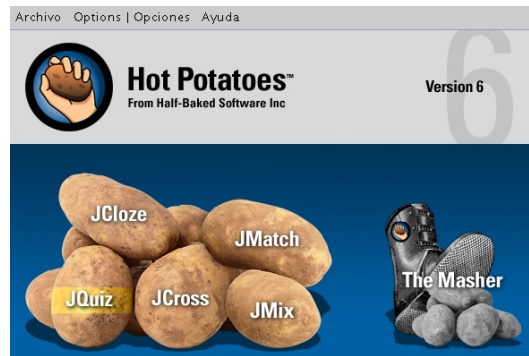 Archivo Options | Opciones Ayuda
Hot Potatoes™
From Half-Baked Software Inc
Version 6
6
JCloze
JMatch
The Masher
JQuiz
JCross
JMix